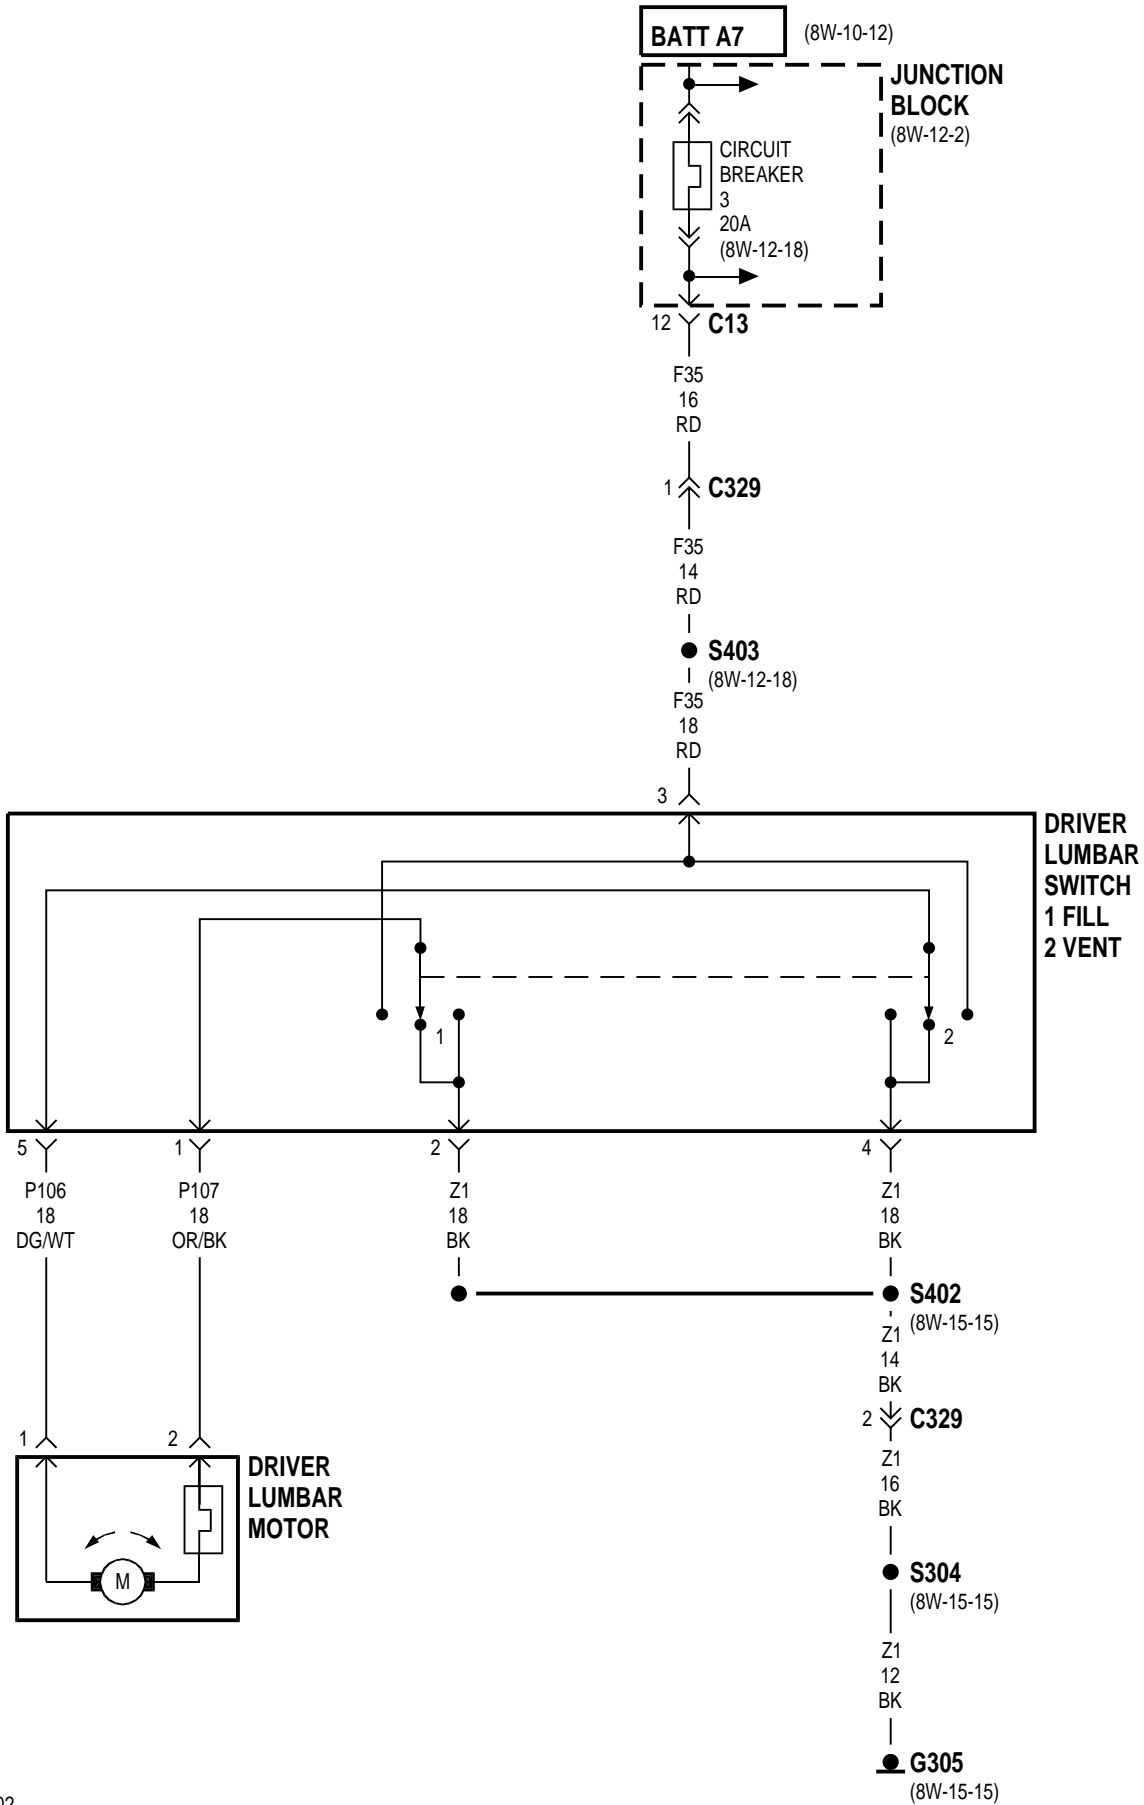 BATT A7
(8W-10-12)
JUNCTION
BLOCK
(8W-12-2)
CIRCUIT
BREAKER
3
20A
(8W-12-18)
12
C13
F35
16
RD
1
C329
F35
14
RD
S403
(8W-12-18)
F35
18
RD
3
DRIVER
LUMBAR
SWITCH
1 FILL
2 VENT
1
2
5
1
2
4
P106
18
DG/WT
P107
18
OR/BK
Z1
18
BK
Z1
18
BK
S402
(8W-15-15)
Z1
14
BK
2
C329
1
2
DRIVER
LUMBAR
MOTOR
M
Z1
16
BK
S304
(8W-15-15)
Z1
12
BK
G305
(8W-15-15)